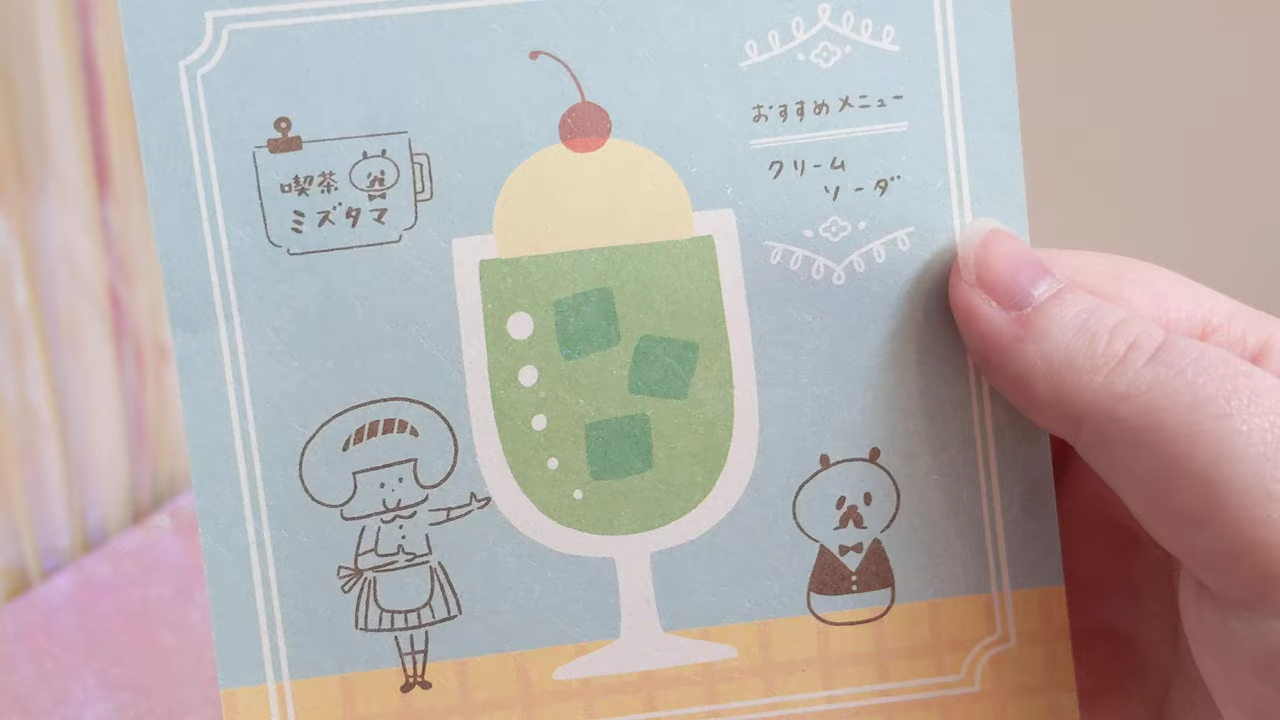 喫茶
ミズタマ
おすすめメニュー
クリーム
ソーダ